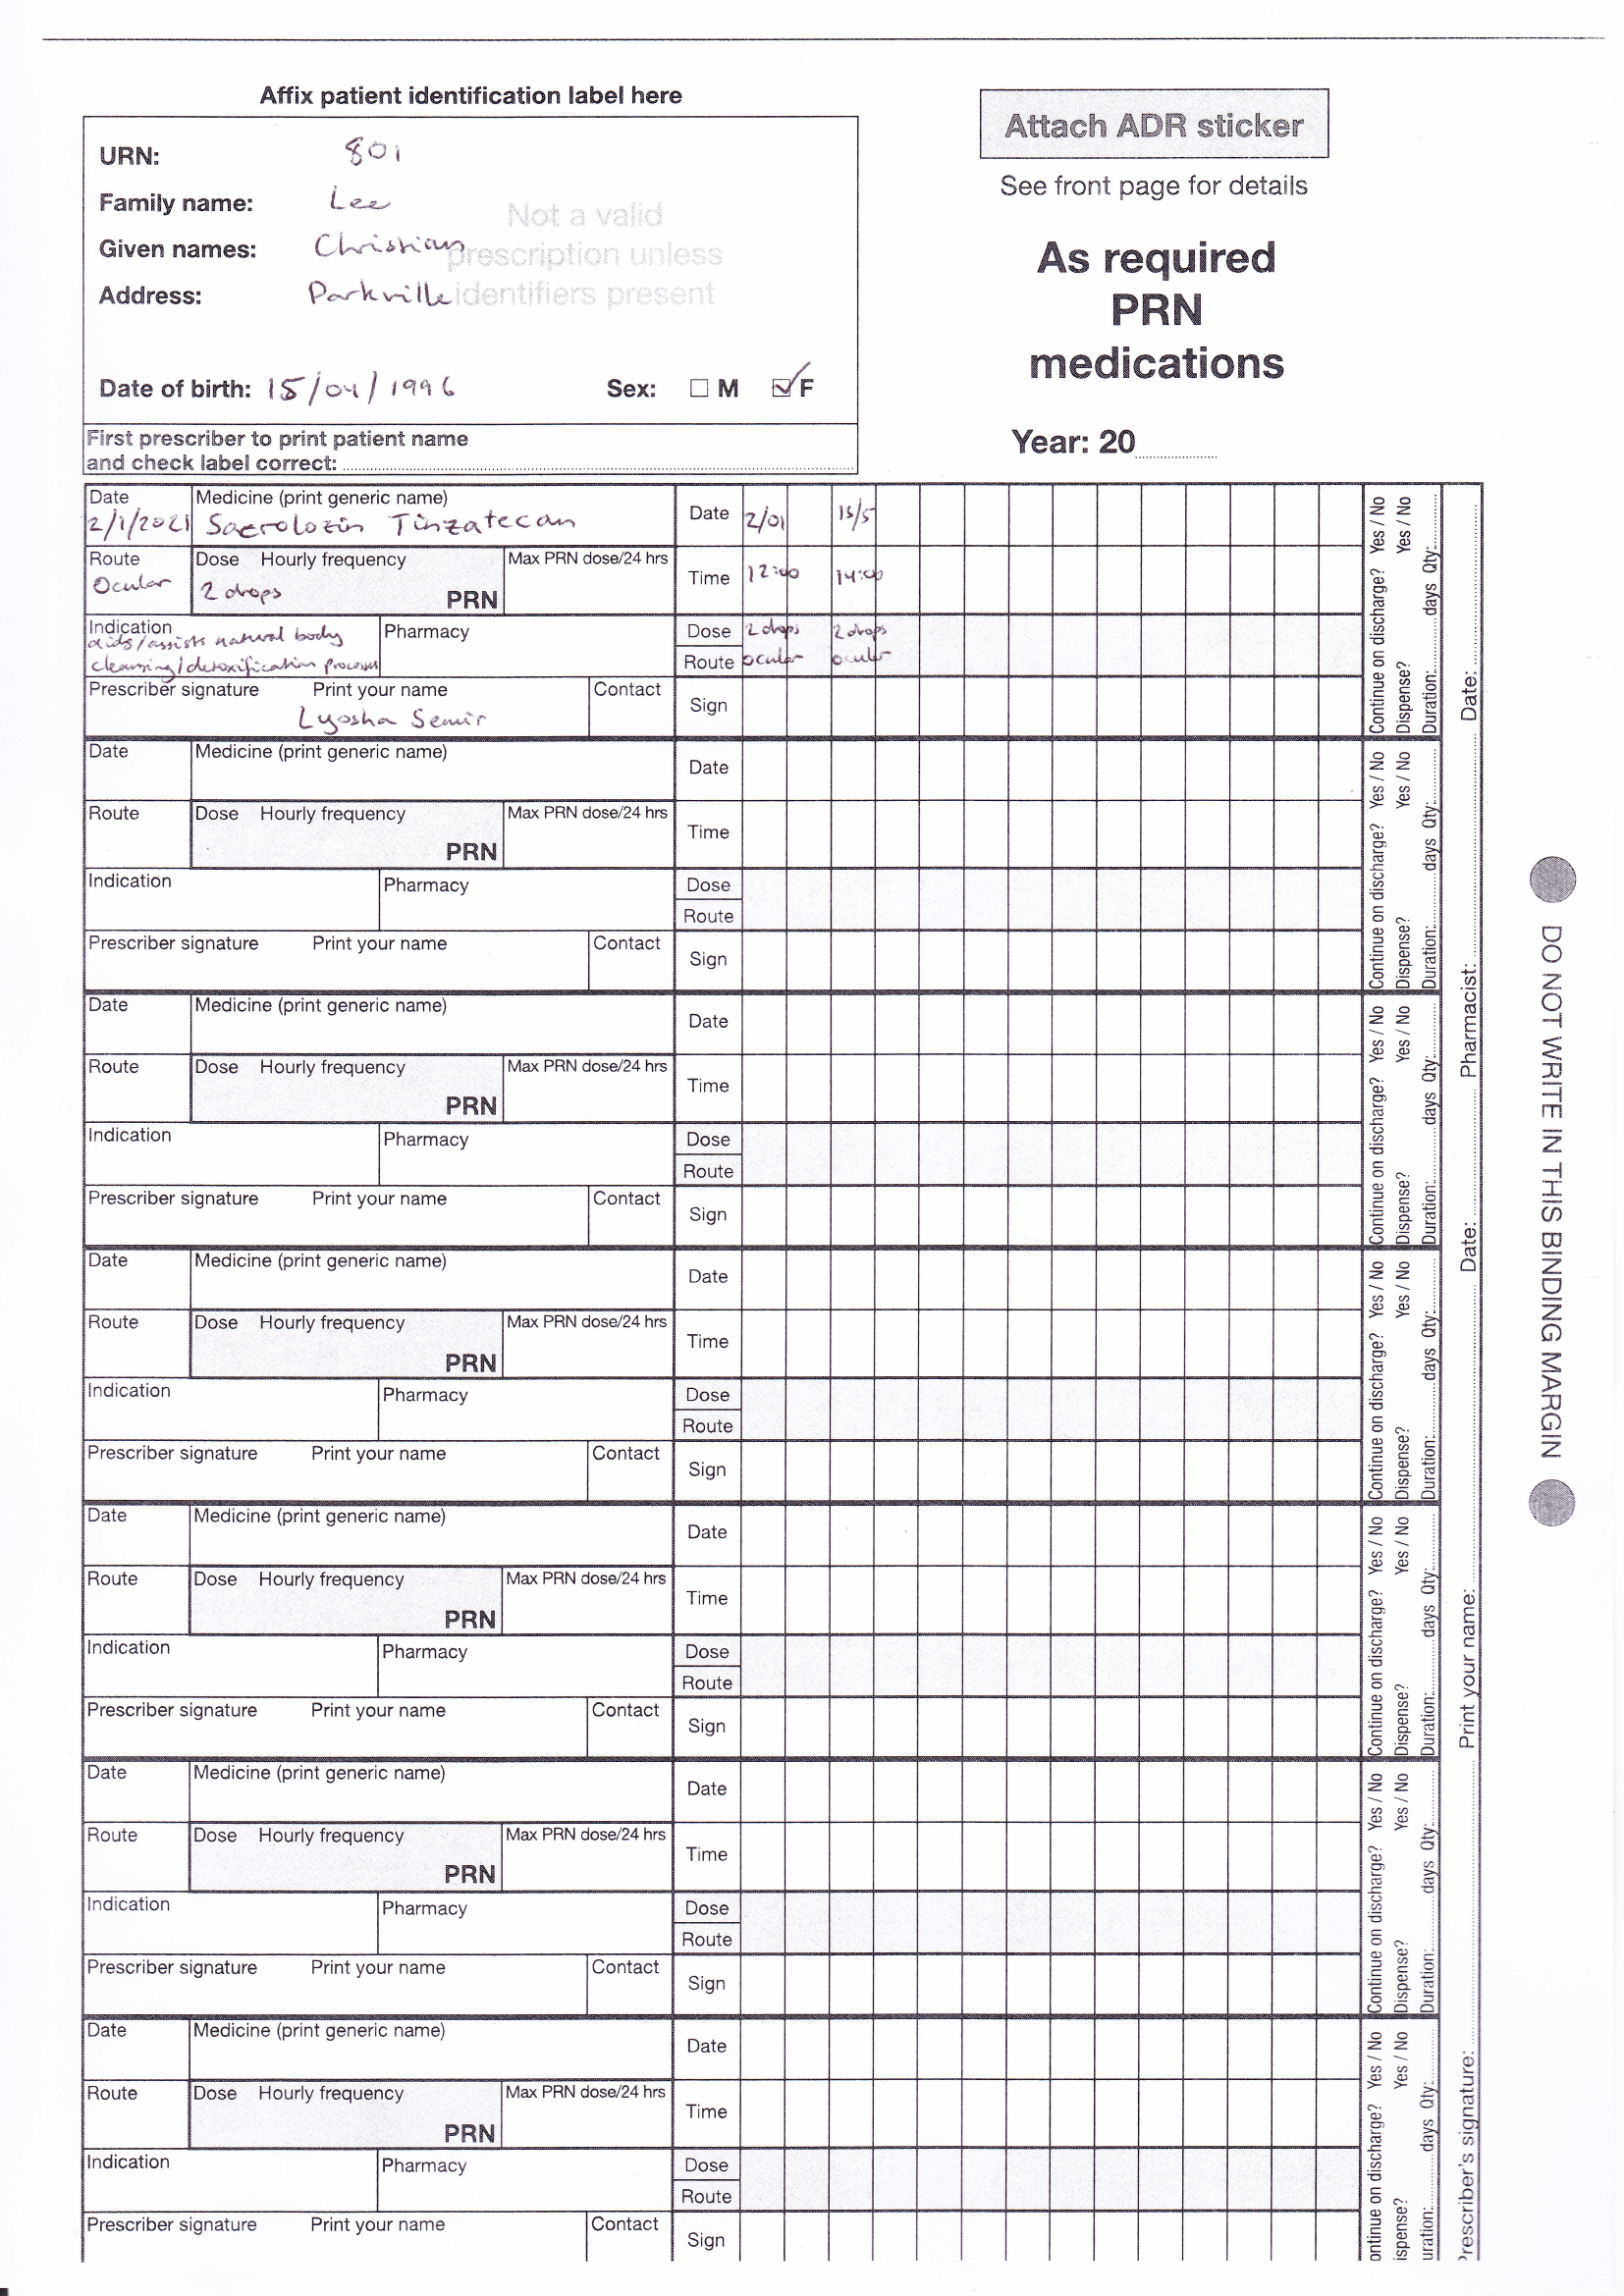 Affix patient identification label here
URN: 801
Family name: Lee
Given names: Christian
Address: Parkville
Not a valid
prescription unless
identifiers present
Date of birth: 15/04/1996 Sex: M F
First prescriber to print patient name
and check label correct:
Attach ADR sticker
See front page for details
As required
PRN
medications
Year: 20
Date Medicine (print generic name) Date 2/01 15/5
2/1/2021 Sacrolozin Tinzatecan
Route Dose Hourly frequency Max PRN dose/24 hrs Time 12:00 14:00
Ocular 2 drops PRN
Indication Pharmacy Dose 2 drops 2 drops
aids/assists natural body
cleansing/detoxification processes Route ocular ocular
Prescriber signature Print your name Contact Sign
Lyosha Semir
Continue on discharge? Yes / No
Dispense? Yes / No
Duration: days Qty:
Date Medicine (print generic name) Date
Route Dose Hourly frequency Max PRN dose/24 hrs Time
PRN
Indication Pharmacy Dose
Route
Prescriber signature Print your name Contact Sign
Continue on discharge? Yes / No
Dispense? Yes / No
Duration: days Qty:
Date Medicine (print generic name) Date
Route Dose Hourly frequency Max PRN dose/24 hrs Time
PRN
Indication Pharmacy Dose
Route
Prescriber signature Print your name Contact Sign
Continue on discharge? Yes / No
Dispense? Yes / No
Duration: days Qty:
Date Medicine (print generic name) Date
Route Dose Hourly frequency Max PRN dose/24 hrs Time
PRN
Indication Pharmacy Dose
Route
Prescriber signature Print your name Contact Sign
Continue on discharge? Yes / No
Dispense? Yes / No
Duration: days Qty:
Date Medicine (print generic name) Date
Route Dose Hourly frequency Max PRN dose/24 hrs Time
PRN
Indication Pharmacy Dose
Route
Prescriber signature Print your name Contact Sign
Continue on discharge? Yes / No
Dispense? Yes / No
Duration: days Qty:
Date Medicine (print generic name) Date
Route Dose Hourly frequency Max PRN dose/24 hrs Time
PRN
Indication Pharmacy Dose
Route
Prescriber signature Print your name Contact Sign
Continue on discharge? Yes / No
Dispense? Yes / No
Duration: days Qty:
Date Medicine (print generic name) Date
Route Dose Hourly frequency Max PRN dose/24 hrs Time
PRN
Indication Pharmacy Dose
Route
Prescriber signature Print your name Contact Sign
ontinue on discharge? Yes / No
ispense? Yes / No
uration: days Qty:
Prescriber's signature: Print your name: Date: Pharmacist: Date:
DO NOT WRITE IN THIS BINDING MARGIN